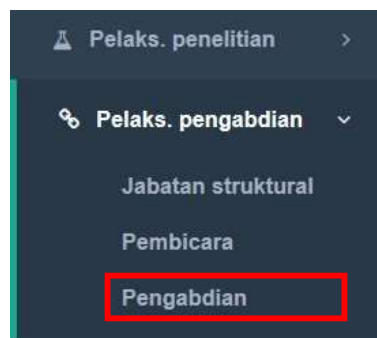 Pelaks. penelitian
Pelaks. pengabdian
Jabatan struktural
Pembicara
Pengabdian